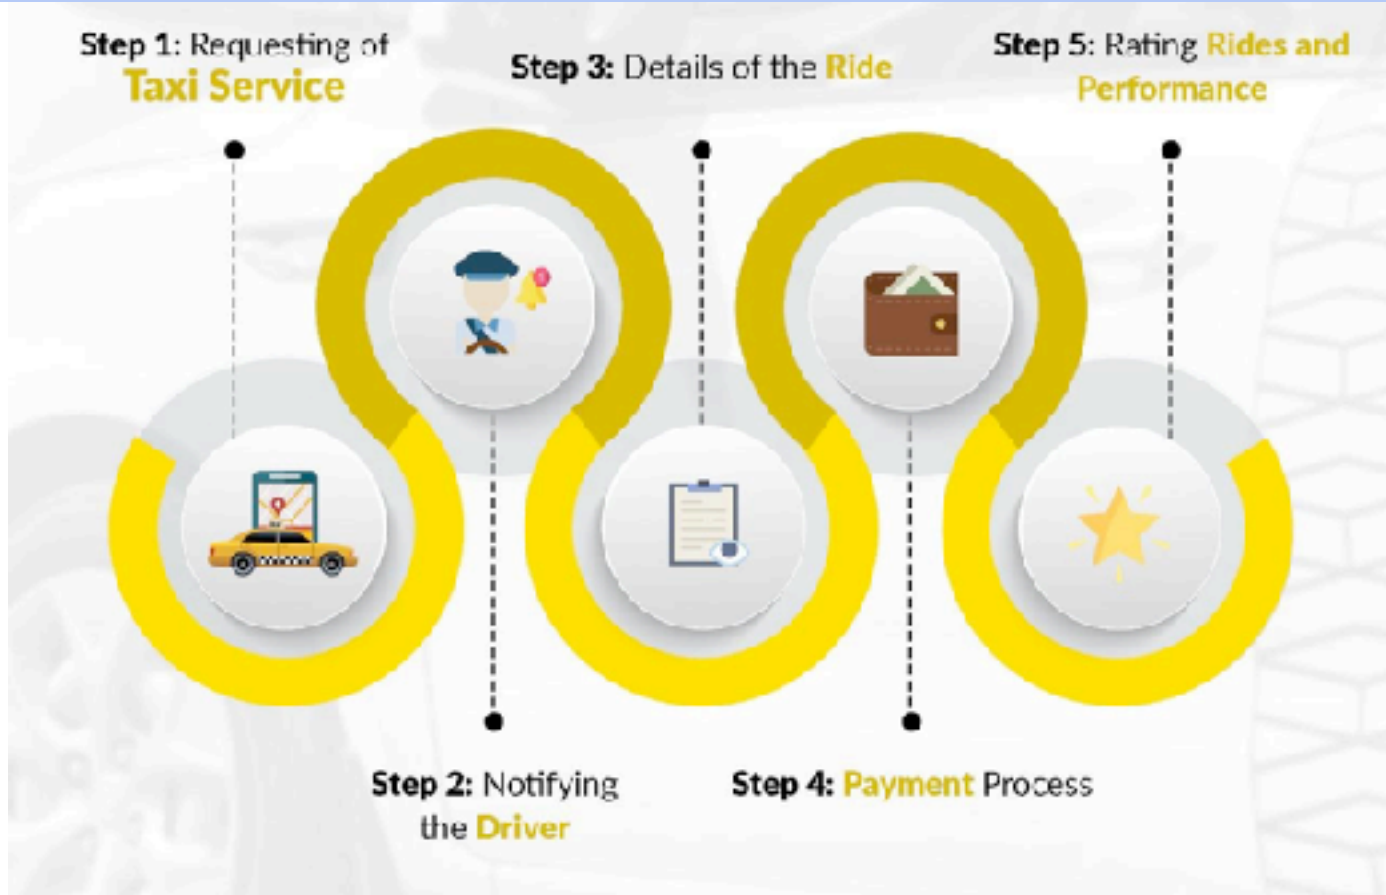 Step 1: Requesting of
Taxi Service
Step 2: Notifying
the Driver
Step 3: Details of the Ride
Step 4: Payment Process
Step 5: Rating Rides and
Performance